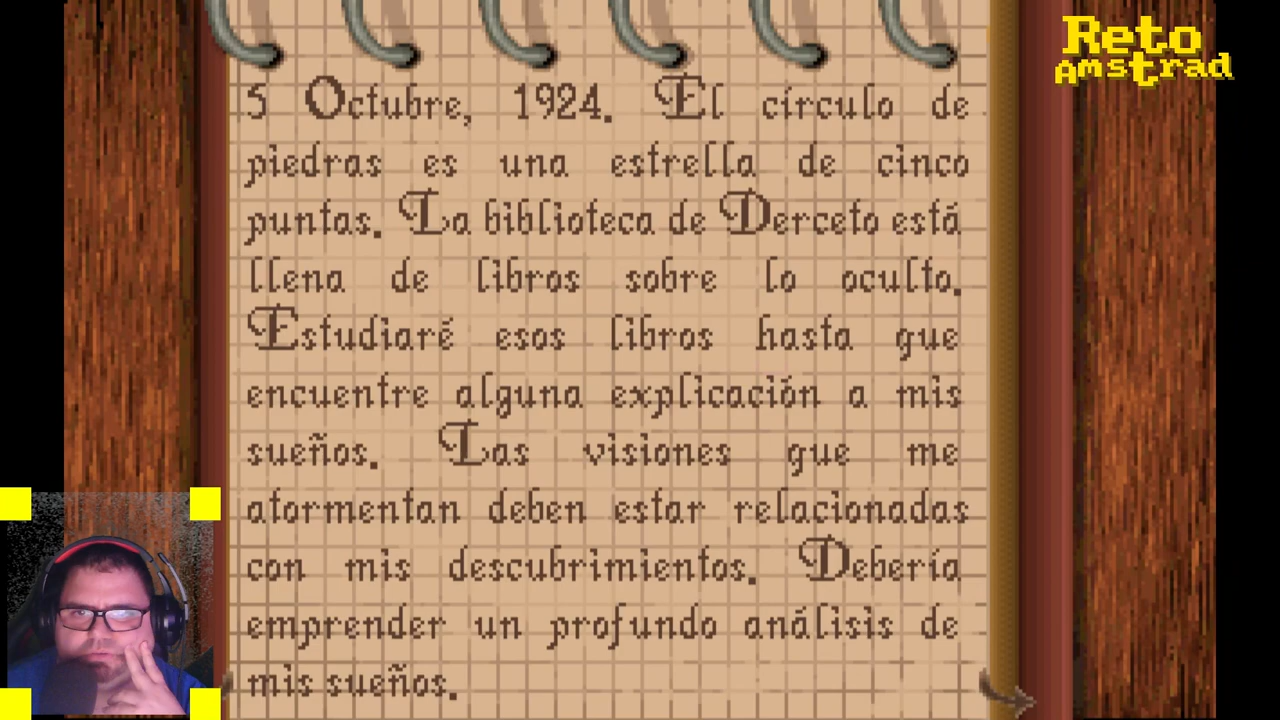 Reto
Amstrad
5 Octubre, 1924. El círculo de
piedras es una estrella de cinco
puntas. La biblioteca de Derceto está
llena de libros sobre lo oculto.
Estudiaré esos libros hasta que
encuentre alguna explicación a mis
sueños. Las visiones que me
atormentan deben estar relacionadas
con mis descubrimientos. Debería
emprender un profundo análisis de
mis sueños.